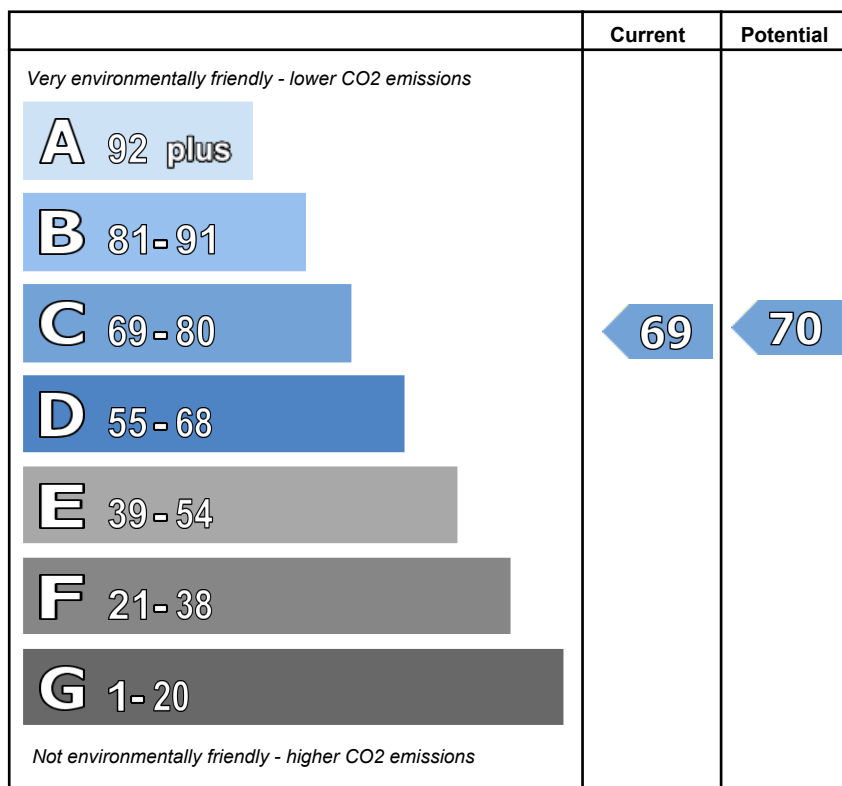 Current Potential
Very environmentally friendly - lower CO2 emissions
A 92 plus
B 81-91
C 69-80 69 70
D 55-68
E 39-54
F 21-38
G 1-20
Not environmentally friendly - higher CO2 emissions